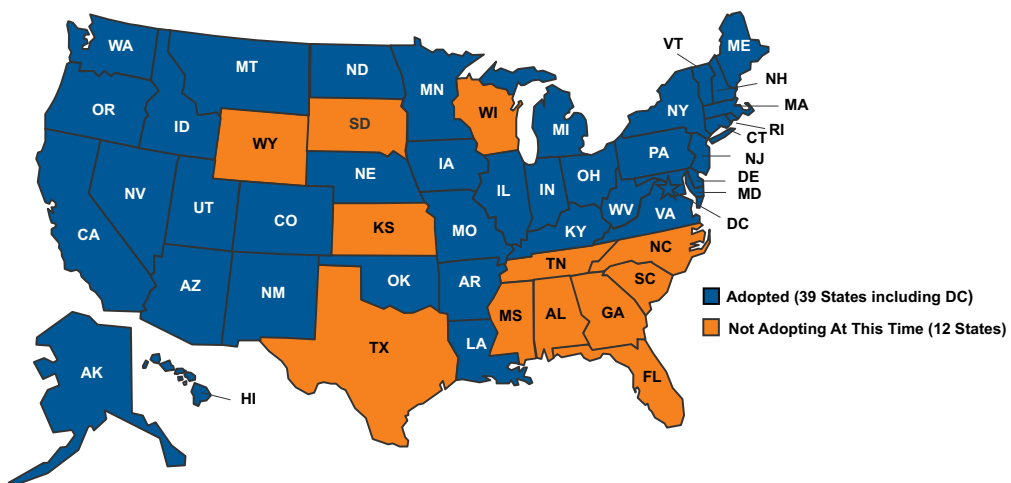 WA
MT
ND
MN
VT
ME
NH
OR
ID
WY
SD
WI
MI
NY
MA
RI
CT
NV
UT
CO
NE
IA
IL
IN
OH
PA
NJ
DE
MD
DC
CA
KS
MO
KY
WV
VA
AZ
NM
OK
AR
TN
NC
SC
TX
LA
MS
AL
GA
FL
AK
HI
Adopted (39 States including DC)
Not Adopting At This Time (12 States)